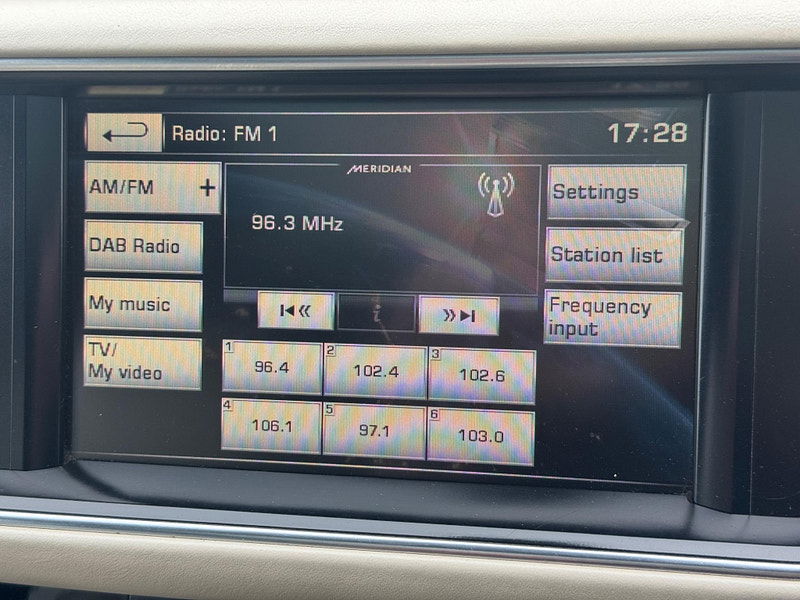 Radio: FM 1
17:28
AM/FM +
DAB Radio
My music
TV/
My video
MERIDIAN
96.3 MHz
i
1 96.4
2 102.4
3 102.6
4 106.1
5 97.1
6 103.0
Settings
Station list
Frequency
input